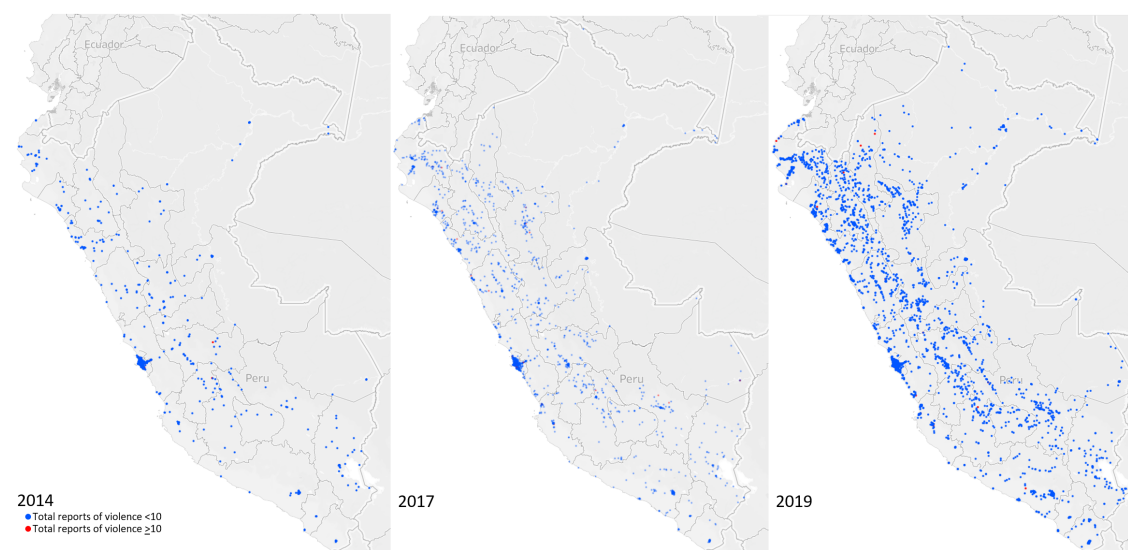 Ecuador
Peru
2014
Total reports of violence <10
Total reports of violence >10
Ecuador
Peru
2017
Ecuador
Peru
2019